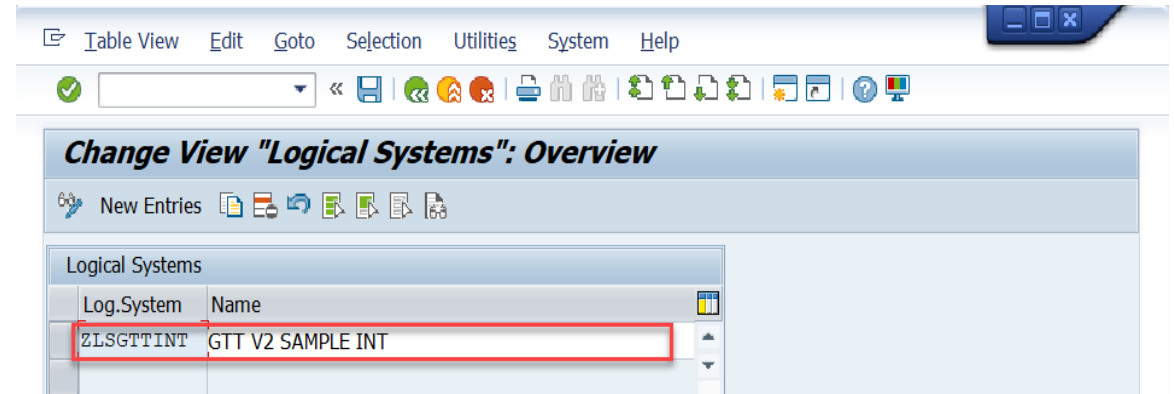 Table View Edit Goto Selection Utilities System Help
Change View "Logical Systems": Overview
New Entries
Logical Systems
Log.System Name
ZLSGTTINT GTT V2 SAMPLE INT